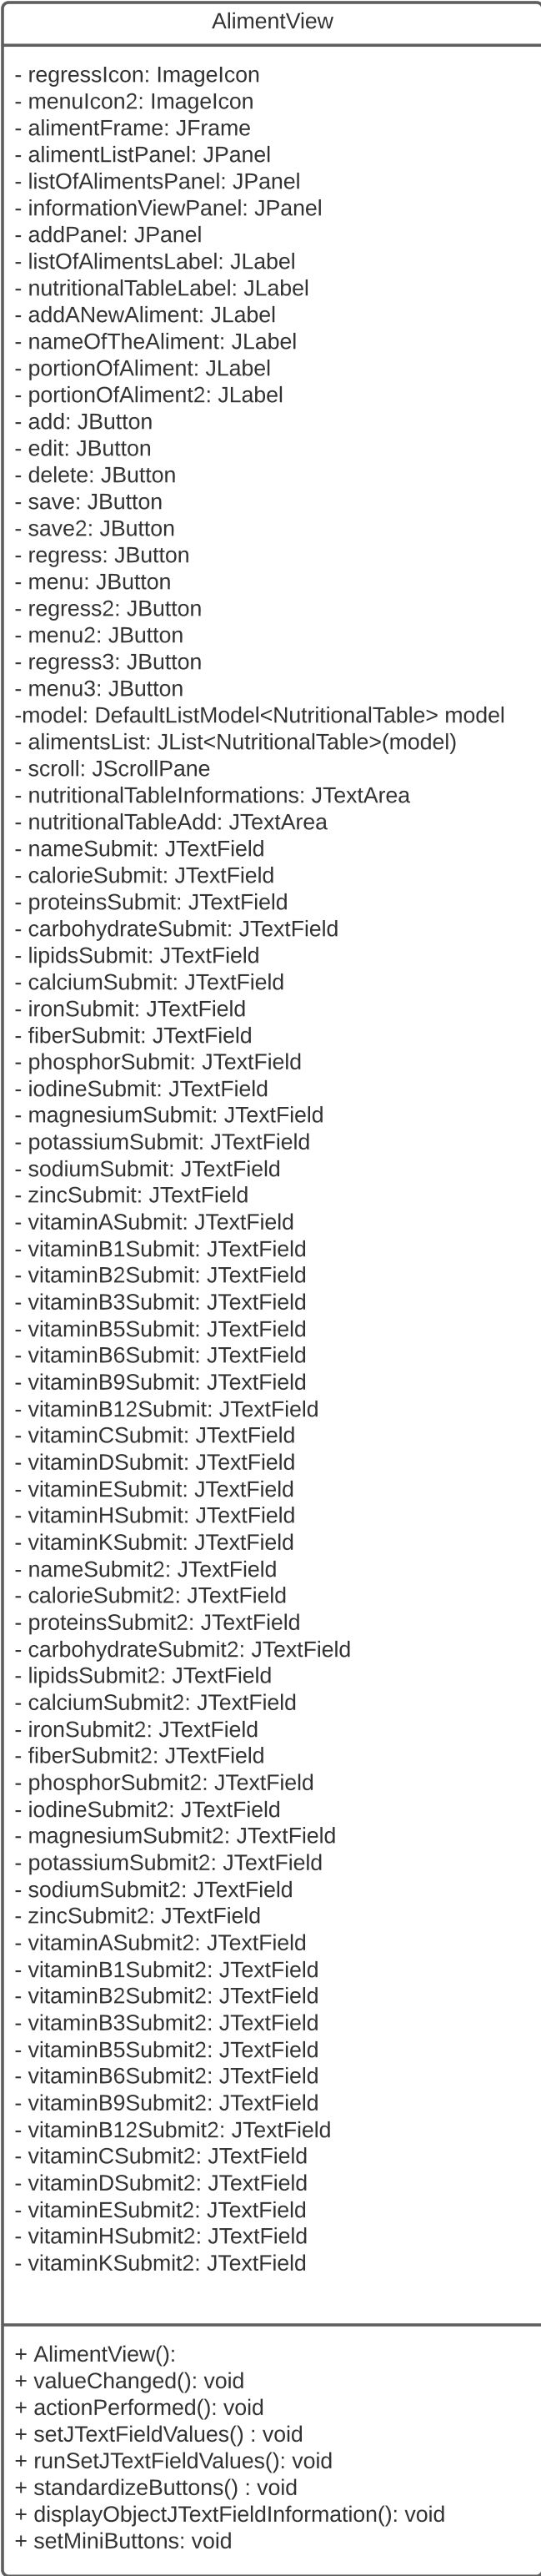 AlimentView
- regressIcon: ImageIcon
- menuIcon2: ImageIcon
- alimentFrame: JFrame
- alimentListPanel: JPanel
- listOfAlimentsPanel: JPanel
- informationViewPanel: JPanel
- addPanel: JPanel
- listOfAlimentsLabel: JLabel
- nutritionalTableLabel: JLabel
- addANewAliment: JLabel
- nameOfTheAliment: JLabel
- portionOfAliment: JLabel
- portionOfAliment2: JLabel
- add: JButton
- edit: JButton
- delete: JButton
- save: JButton
- save2: JButton
- regress: JButton
- menu: JButton
- regress2: JButton
- menu2: JButton
- regress3: JButton
- menu3: JButton
-model: DefaultListModel<NutritionalTable> model
- alimentsList: JList<NutritionalTable>(model)
- scroll: JScrollPane
- nutritionalTableInformations: JTextArea
- nutritionalTableAdd: JTextArea
- nameSubmit: JTextField
- calorieSubmit: JTextField
- proteinsSubmit: JTextField
- carbohydrateSubmit: JTextField
- lipidsSubmit: JTextField
- calciumSubmit: JTextField
- ironSubmit: JTextField
- fiberSubmit: JTextField
- phosphorSubmit: JTextField
- iodineSubmit: JTextField
- magnesiumSubmit: JTextField
- potassiumSubmit: JTextField
- sodiumSubmit: JTextField
- zincSubmit: JTextField
- vitaminASubmit: JTextField
- vitaminB1Submit: JTextField
- vitaminB2Submit: JTextField
- vitaminB3Submit: JTextField
- vitaminB5Submit: JTextField
- vitaminB6Submit: JTextField
- vitaminB9Submit: JTextField
- vitaminB12Submit: JTextField
- vitaminCSubmit: JTextField
- vitaminDSubmit: JTextField
- vitaminESubmit: JTextField
- vitaminHSubmit: JTextField
- vitaminKSubmit: JTextField
- nameSubmit2: JTextField
- calorieSubmit2: JTextField
- proteinsSubmit2: JTextField
- carbohydrateSubmit2: JTextField
- lipidsSubmit2: JTextField
- calciumSubmit2: JTextField
- ironSubmit2: JTextField
- fiberSubmit2: JTextField
- phosphorSubmit2: JTextField
- iodineSubmit2: JTextField
- magnesiumSubmit2: JTextField
- potassiumSubmit2: JTextField
- sodiumSubmit2: JTextField
- zincSubmit2: JTextField
- vitaminASubmit2: JTextField
- vitaminB1Submit2: JTextField
- vitaminB2Submit2: JTextField
- vitaminB3Submit2: JTextField
- vitaminB5Submit2: JTextField
- vitaminB6Submit2: JTextField
- vitaminB9Submit2: JTextField
- vitaminB12Submit2: JTextField
- vitaminCSubmit2: JTextField
- vitaminDSubmit2: JTextField
- vitaminESubmit2: JTextField
- vitaminHSubmit2: JTextField
- vitaminKSubmit2: JTextField
+ AlimentView():
+ valueChanged(): void
+ actionPerformed(): void
+ setJTextFieldValues() : void
+ runSetJTextFieldValues(): void
+ standardizeButtons() : void
+ displayObjectJTextFieldInformation(): void
+ setMiniButtons: void